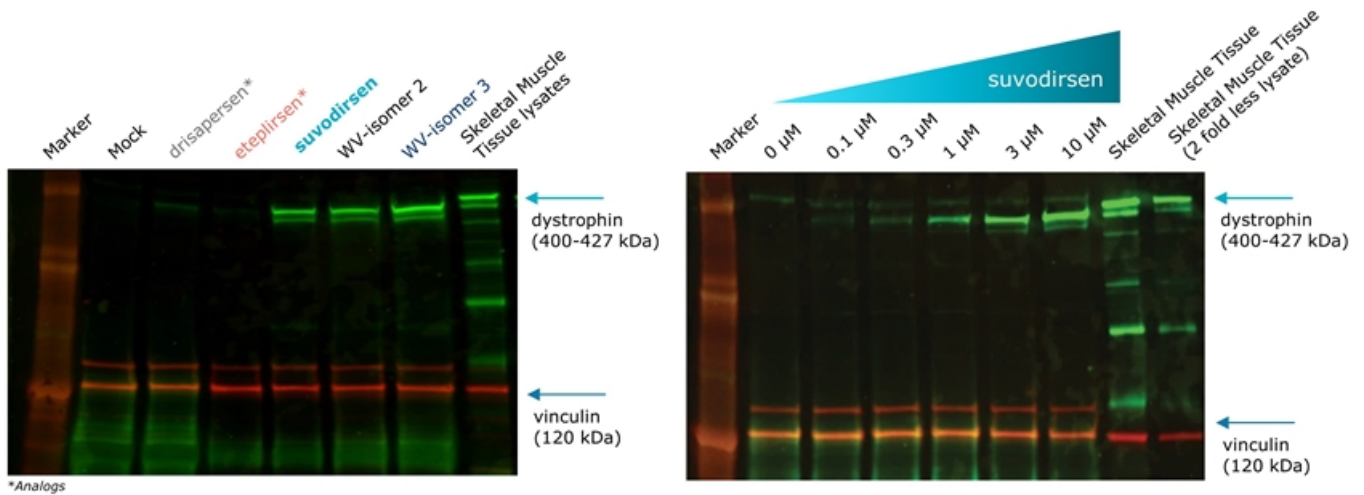 Marker
Mock
drisapersen*
eteplirsen*
suvodirsen
WV-isomer 2
WV-isomer 3
Skeletal Muscle
Tissue lysates
dystrophin
(400-427 kDa)
vinculin
(120 kDa)
*Analogs
suvodirsen
Marker
0 µM
0.1 µM
0.3 µM
1 µM
3 µM
10 µM
Skeletal Muscle Tissue
Skeletal Muscle Tissue
(2 fold less lysate)
dystrophin
(400-427 kDa)
vinculin
(120 kDa)